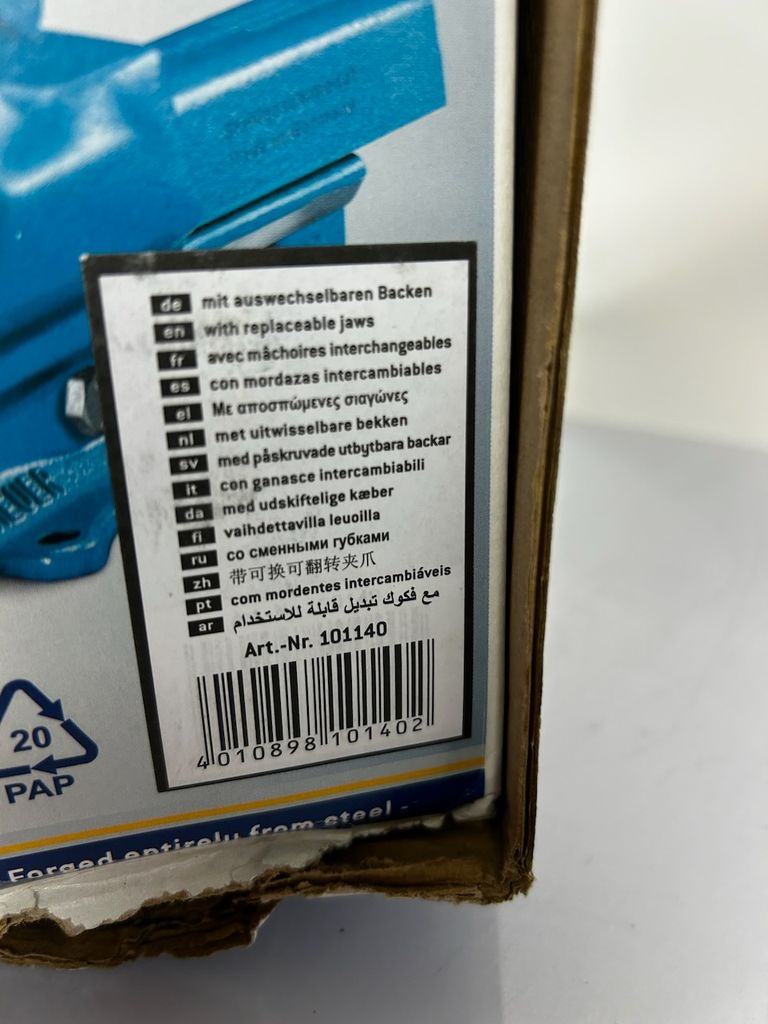 de mit auswechselbaren Backen
en with replaceable jaws
fr avec mâchoires interchangeables
es con mordazas intercambiables
el Με αποσπώμενες σιαγώνες
nl met uitwisselbare bekken
sv med påskruvade utbytbara backar
it con ganasce intercambiabili
da med udskiftelige kæber
fi vaihdettavilla leuoilla
ru со сменными губками
zh 带可换可翻转夹爪
pt com mordentes intercambiáveis
ar مع فكوك تبديل قابلة للاستخدام
Art.-Nr. 101140
4 010898 101402
20
PAP
Forged entirely from steel -